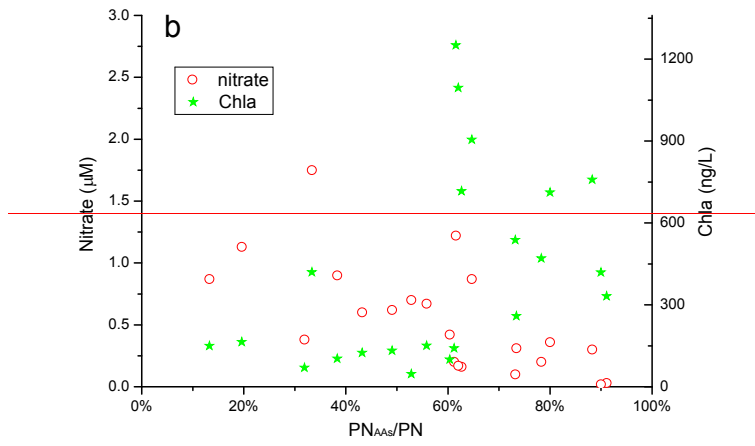 b
nitrate
Chla
3.0
2.5
2.0
1.5
1.0
0.5
0.0
Nitrate (μM)
1200
900
600
300
0
Chla (ng/L)
0% 20% 40% 60% 80% 100%
PNAAs/PN